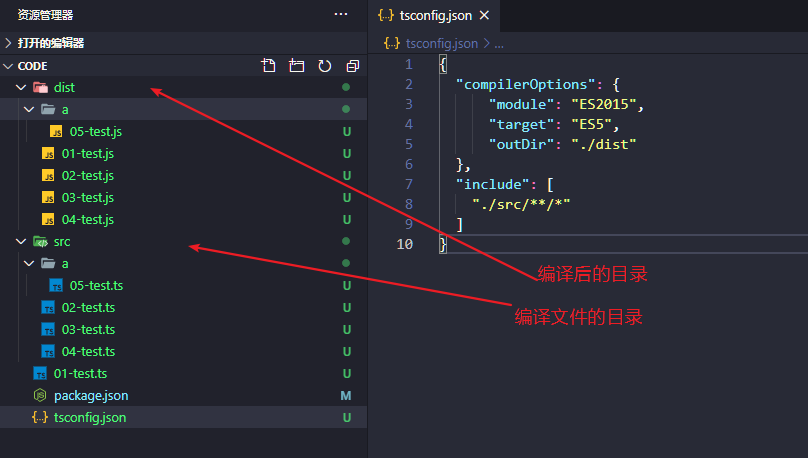 资源管理器
打开的编辑器
CODE
dist
a
05-test.js U
01-test.js U
02-test.js U
03-test.js U
04-test.js U
src
a
05-test.ts U
02-test.ts U
03-test.ts U
04-test.ts U
01-test.ts U
package.json M
tsconfig.json U
tsconfig.json
tsconfig.json > ...
1 {
2 "compilerOptions": {
3 "module": "ES2015",
4 "target": "ES5",
5 "outDir": "./dist"
6 },
7 "include": [
8 "./src/**/*"
9 ]
10 }
编译后的目录
编译文件的目录